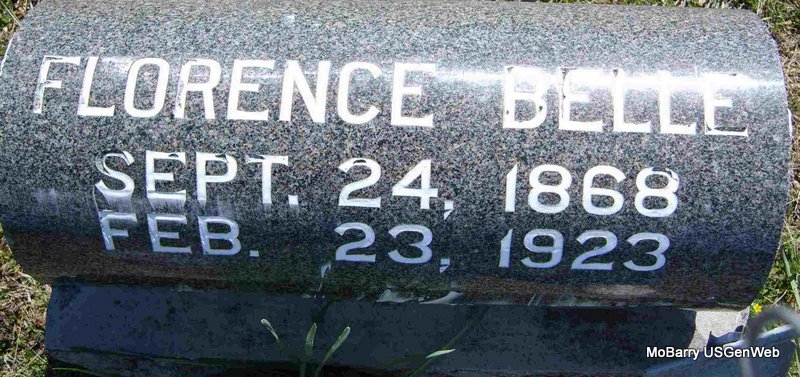 FLORENCE BELLE
SEPT. 24, 1868
FEB. 23, 1923
MoBarry USGenWeb